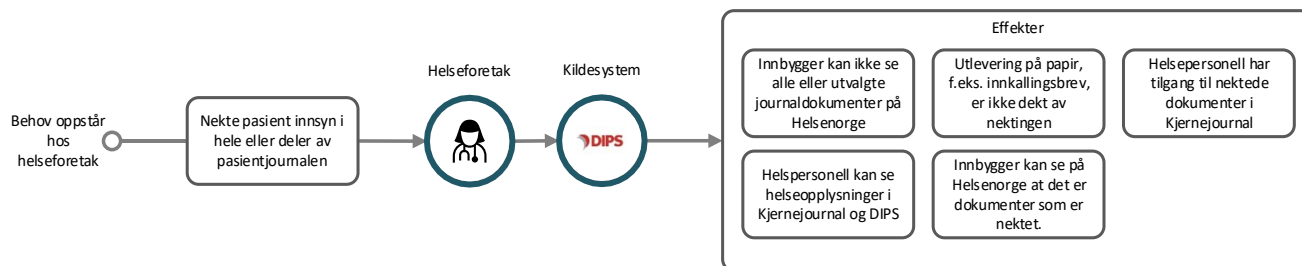 Behov oppstår
hos
helseforetak
Nekte pasient innsyn i
hele eller deler av
pasientjournalen
Helseforetak
Kildesystem
DIPS
Effekter
Innbygger kan ikke se
alle eller utvalgte
journaldokumenter på
Helsenorge
Utlevering på papir,
f.eks. innkallingsbrev,
er ikke dekt av
nektingen
Helsepersonell har
tilgang til nektede
dokumenter i
Kjernejournal
Helspersonell kan se
helseopplysninger i
Kjernejournal og DIPS
Innbygger kan se på
Helsenorge at det er
dokumenter som er
nektet.